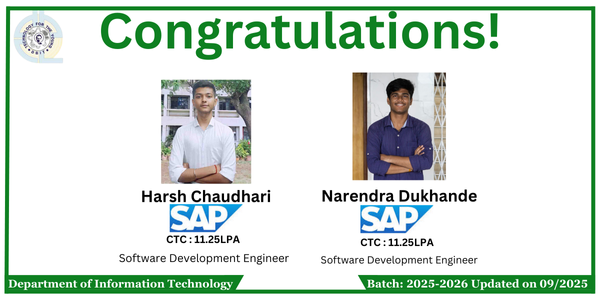 Congratulations!
Harsh Chaudhari
Narendra Dukhande
SAP
SAP
CTC : 11.25LPA
CTC : 11.25LPA
Software Development Engineer
Software Development Engineer
Department of Information Technology
Batch: 2025-2026 Updated on 09/2025